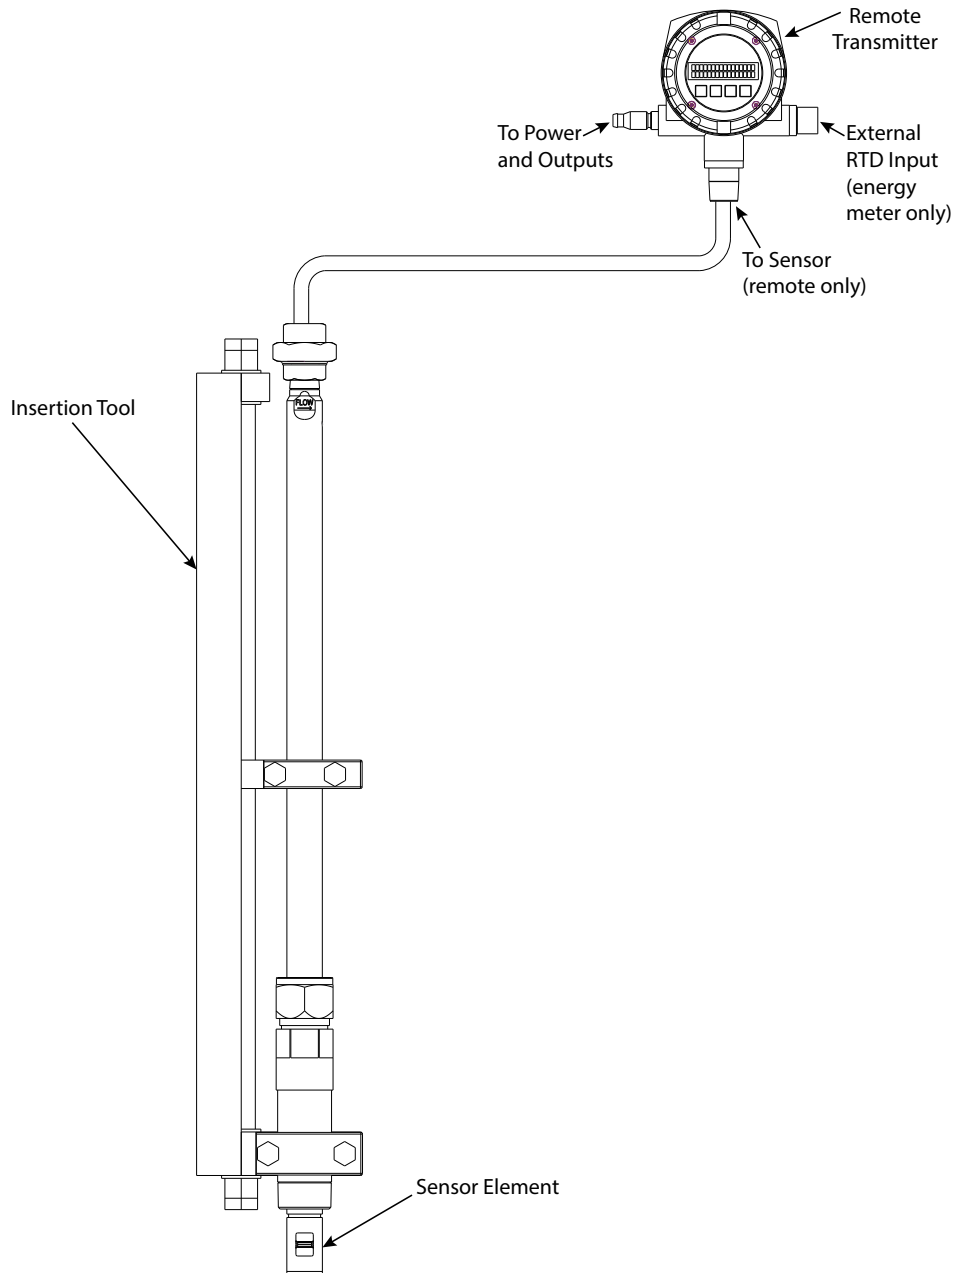 Remote
Transmitter
To Power
and Outputs
External
RTD Input
(energy
meter only)
To Sensor
(remote only)
Insertion Tool
FLOW
Sensor Element